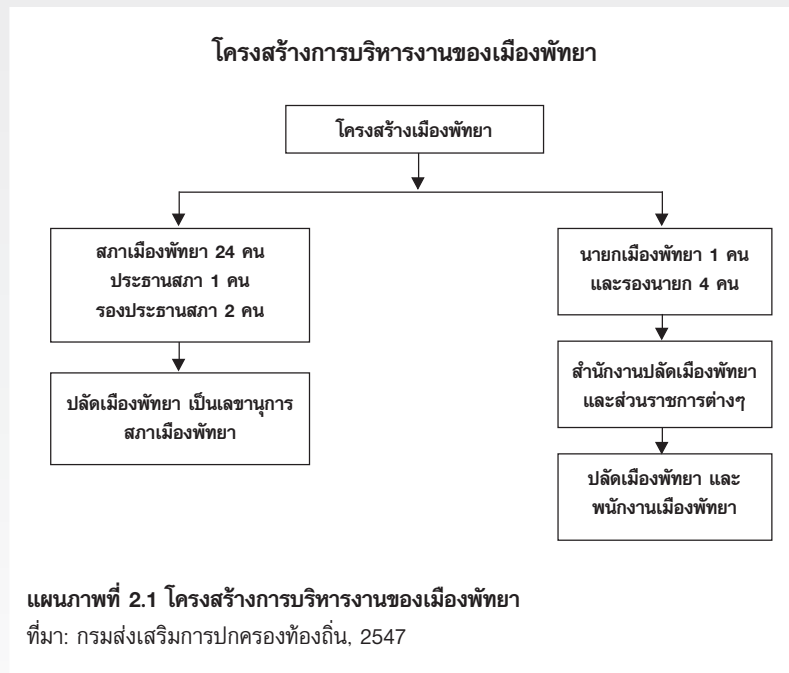 โครงสร้างการบริหารงานของเมืองพัทยา
โครงสร้างเมืองพัทยา
สภาเมืองพัทยา 24 คน
ประธานสภา 1 คน
รองประธานสภา 2 คน
ปลัดเมืองพัทยา เป็นเลขานุการ
สภาเมืองพัทยา
นายกเมืองพัทยา 1 คน
และรองนายก 4 คน
สำนักงานปลัดเมืองพัทยา
และส่วนราชการต่างๆ
ปลัดเมืองพัทยา และ
พนักงานเมืองพัทยา
แผนภาพที่ 2.1 โครงสร้างการบริหารงานของเมืองพัทยา
ที่มา: กรมส่งเสริมการปกครองท้องถิ่น, 2547